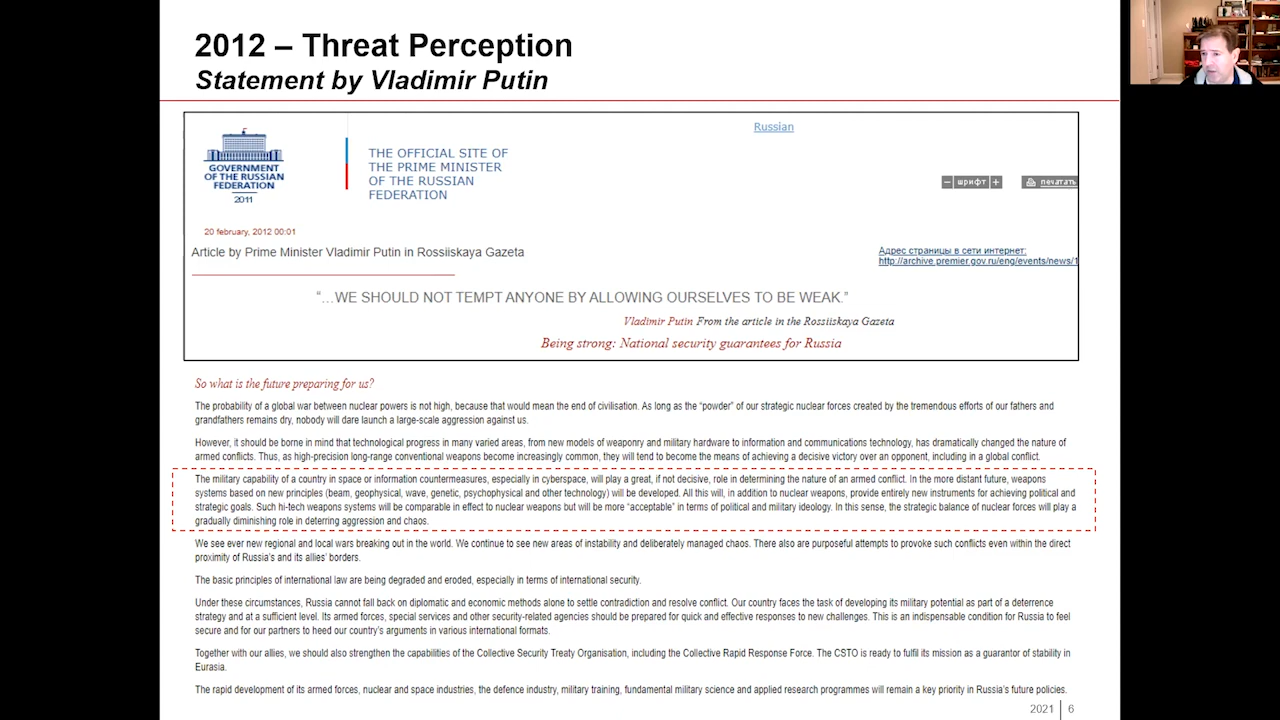 2012 – Threat Perception
Statement by Vladimir Putin
GOVERNMENT
OF THE RUSSIAN
FEDERATION
2011
THE OFFICIAL SITE OF
THE PRIME MINISTER
OF THE RUSSIAN
FEDERATION
Russian
− шрифт +
печатать
20 february, 2012 00:01
Article by Prime Minister Vladimir Putin in Rossiiskaya Gazeta
Адрес страницы в сети интернет:
http://archive.premier.gov.ru/eng/events/news/1
“…WE SHOULD NOT TEMPT ANYONE BY ALLOWING OURSELVES TO BE WEAK.”
Vladimir Putin From the article in the Rossiiskaya Gazeta
Being strong: National security guarantees for Russia
So what is the future preparing for us?
The probability of a global war between nuclear powers is not high, because that would mean the end of civilisation. As long as the “powder” of our strategic nuclear forces created by the tremendous efforts of our fathers and
grandfathers remains dry, nobody will dare launch a large-scale aggression against us.
However, it should be borne in mind that technological progress in many varied areas, from new models of weaponry and military hardware to information and communications technology, has dramatically changed the nature of
armed conflicts. Thus, as high-precision long-range conventional weapons become increasingly common, they will tend to become the means of achieving a decisive victory over an opponent, including in a global conflict.
The military capability of a country in space or information countermeasures, especially in cyberspace, will play a great, if not decisive, role in determining the nature of an armed conflict. In the more distant future, weapons
systems based on new principles (beam, geophysical, wave, genetic, psychophysical and other technology) will be developed. All this will, in addition to nuclear weapons, provide entirely new instruments for achieving political and
strategic goals. Such hi-tech weapons systems will be comparable in effect to nuclear weapons but will be more “acceptable” in terms of political and military ideology. In this sense, the strategic balance of nuclear forces will play a
gradually diminishing role in deterring aggression and chaos.
We see ever new regional and local wars breaking out in the world. We continue to see new areas of instability and deliberately managed chaos. There also are purposeful attempts to provoke such conflicts even within the direct
proximity of Russia’s and its allies’ borders.
The basic principles of international law are being degraded and eroded, especially in terms of international security.
Under these circumstances, Russia cannot fall back on diplomatic and economic methods alone to settle contradiction and resolve conflict. Our country faces the task of developing its military potential as part of a deterrence
strategy and at a sufficient level. Its armed forces, special services and other security-related agencies should be prepared for quick and effective responses to new challenges. This is an indispensable condition for Russia to feel
secure and for our partners to heed our country’s arguments in various international formats.
Together with our allies, we should also strengthen the capabilities of the Collective Security Treaty Organisation, including the Collective Rapid Response Force. The CSTO is ready to fulfil its mission as a guarantor of stability in
Eurasia.
The rapid development of its armed forces, nuclear and space industries, the defence industry, military training, fundamental military science and applied research programmes will remain a key priority in Russia’s future policies.
2021 | 6